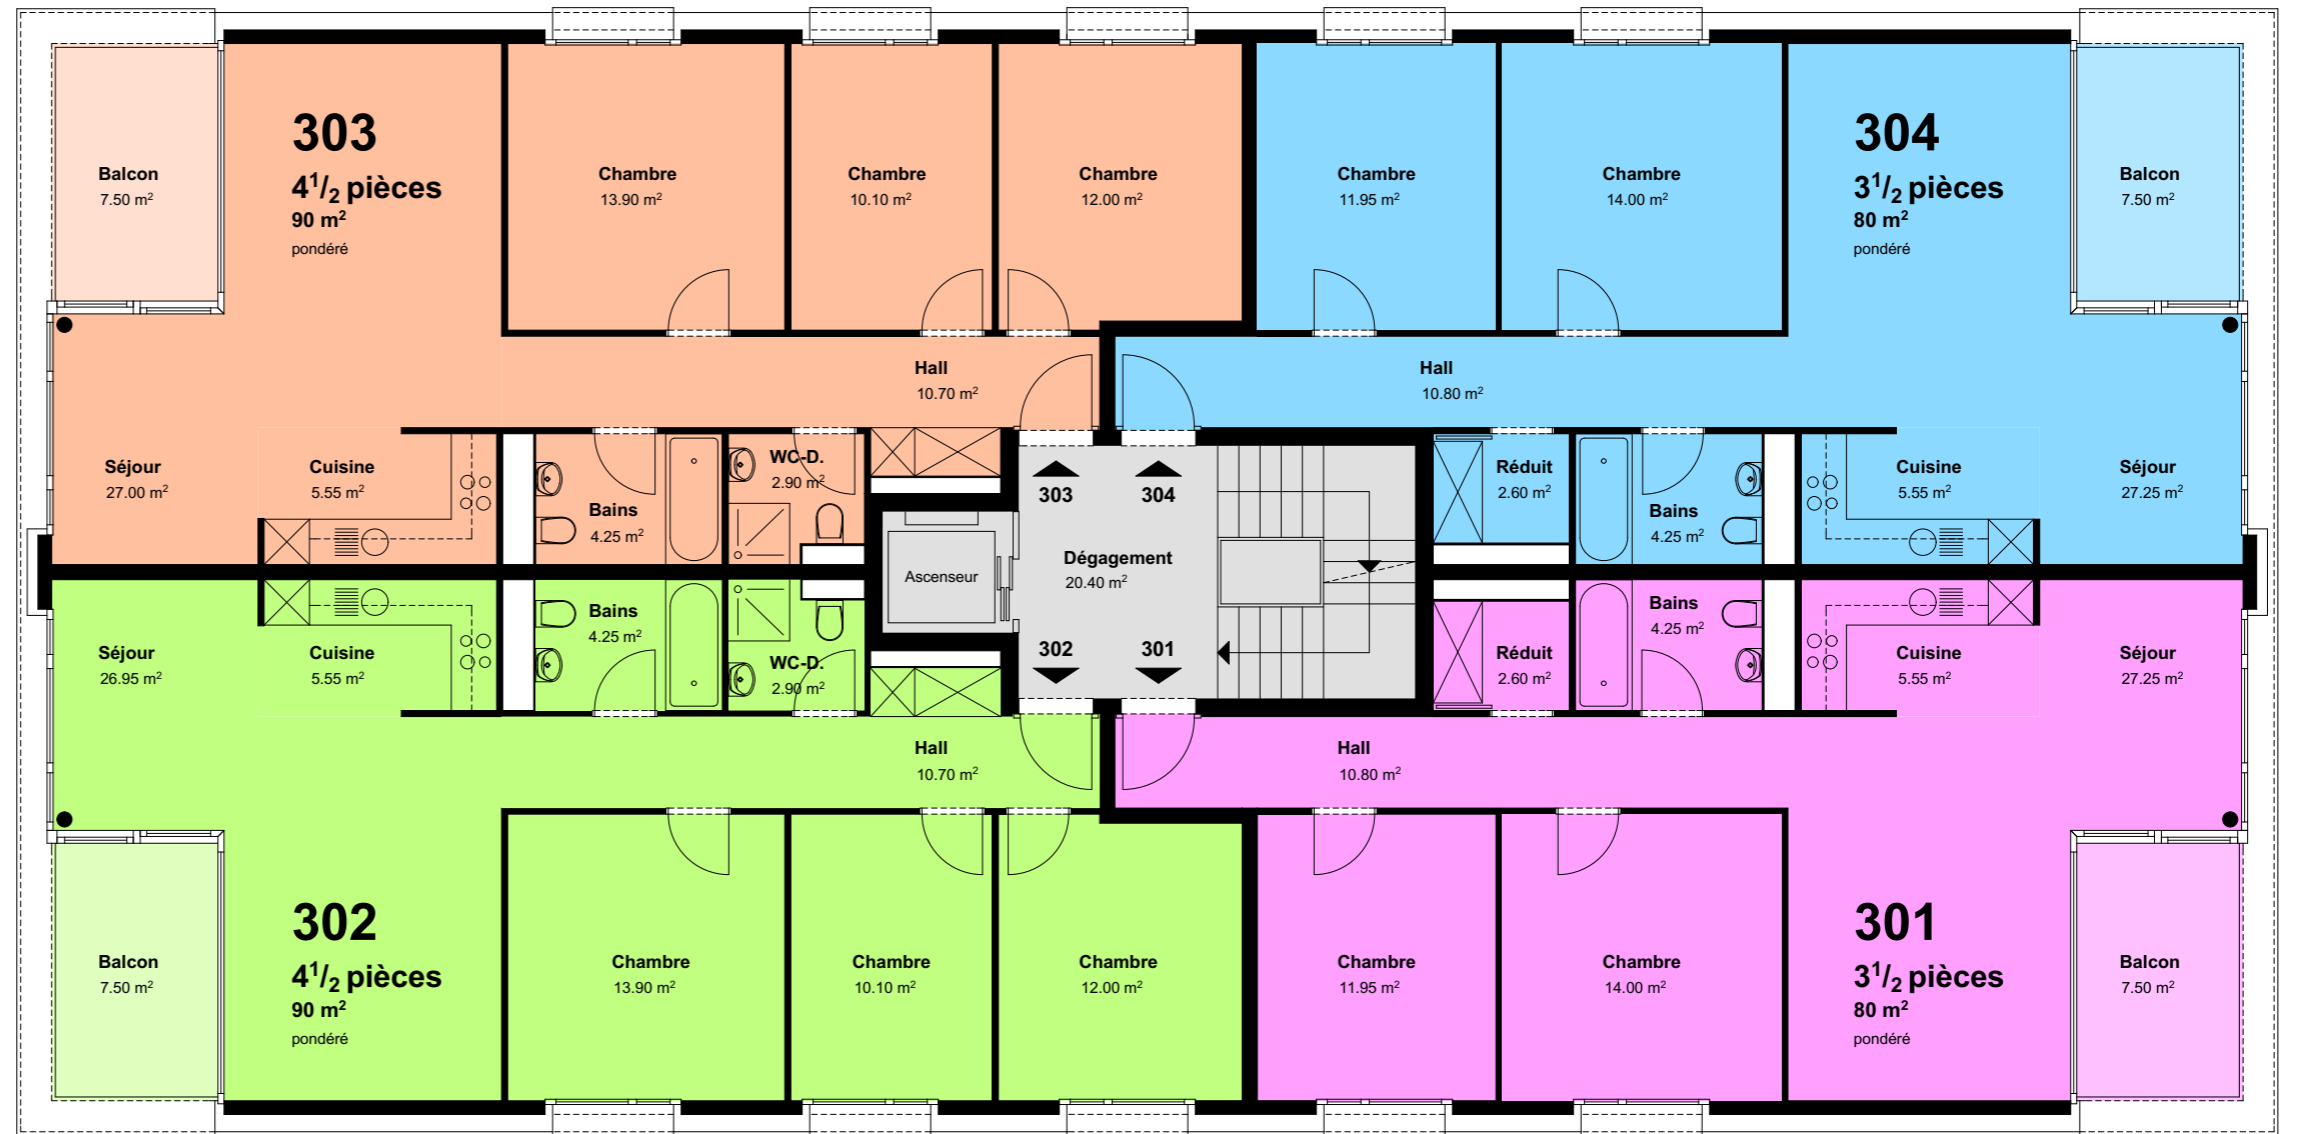 303
4 1/2 pièces
90 m²
pondéré
Balcon
7.50 m²
Chambre
13.90 m²
Chambre
10.10 m²
Chambre
12.00 m²
Hall
10.70 m²
Séjour
27.00 m²
Cuisine
5.55 m²
Bains
4.25 m²
WC-D.
2.90 m²
304
3 1/2 pièces
80 m²
pondéré
Chambre
11.95 m²
Chambre
14.00 m²
Balcon
7.50 m²
Hall
10.80 m²
Réduit
2.60 m²
Bains
4.25 m²
Cuisine
5.55 m²
Séjour
27.25 m²
303
304
Ascenseur
Dégagement
20.40 m²
302
301
Séjour
26.95 m²
Cuisine
5.55 m²
Bains
4.25 m²
WC-D.
2.90 m²
Hall
10.70 m²
Balcon
7.50 m²
302
4 1/2 pièces
90 m²
pondéré
Chambre
13.90 m²
Chambre
10.10 m²
Chambre
12.00 m²
Réduit
2.60 m²
Bains
4.25 m²
Cuisine
5.55 m²
Séjour
27.25 m²
Hall
10.80 m²
Chambre
11.95 m²
Chambre
14.00 m²
301
3 1/2 pièces
80 m²
pondéré
Balcon
7.50 m²